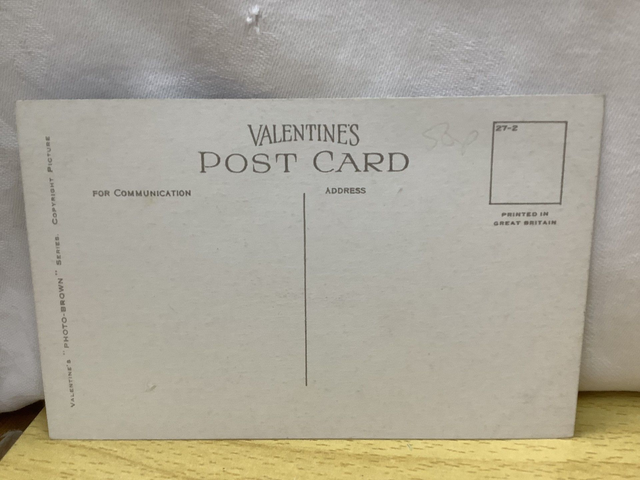 VALENTINE'S
POST CARD
FOR COMMUNICATION
ADDRESS
27-2
PRINTED IN
GREAT BRITAIN
VALENTINE'S "PHOTO-BROWN" SERIES. COPYRIGHT PICTURE